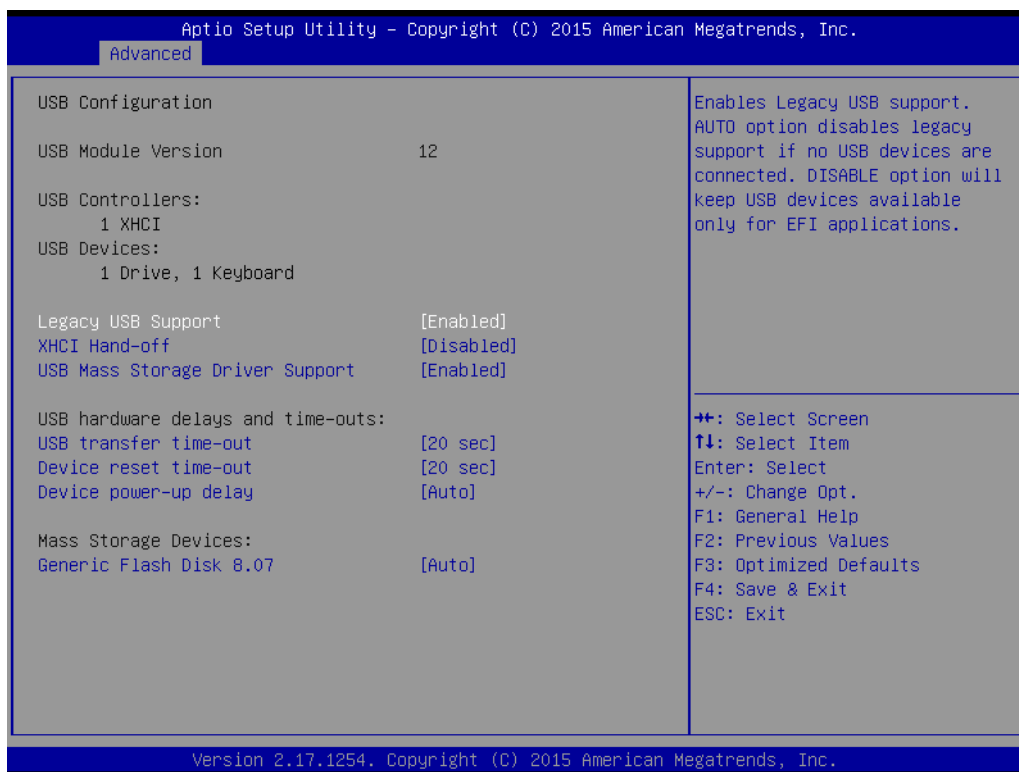 Aptio Setup Utility – Copyright (C) 2015 American Megatrends, Inc.
Advanced
USB Configuration
USB Module Version 12
USB Controllers:
1 XHCI
USB Devices:
1 Drive, 1 Keyboard
Legacy USB Support [Enabled]
XHCI Hand-off [Disabled]
USB Mass Storage Driver Support [Enabled]
USB hardware delays and time-outs:
USB transfer time-out [20 sec]
Device reset time-out [20 sec]
Device power-up delay [Auto]
Mass Storage Devices:
Generic Flash Disk 8.07 [Auto]
Enables Legacy USB support.
AUTO option disables legacy
support if no USB devices are
connected. DISABLE option will
keep USB devices available
only for EFI applications.
→←: Select Screen
↑↓: Select Item
Enter: Select
+/-: Change Opt.
F1: General Help
F2: Previous Values
F3: Optimized Defaults
F4: Save & Exit
ESC: Exit
Version 2.17.1254. Copyright (C) 2015 American Megatrends, Inc.